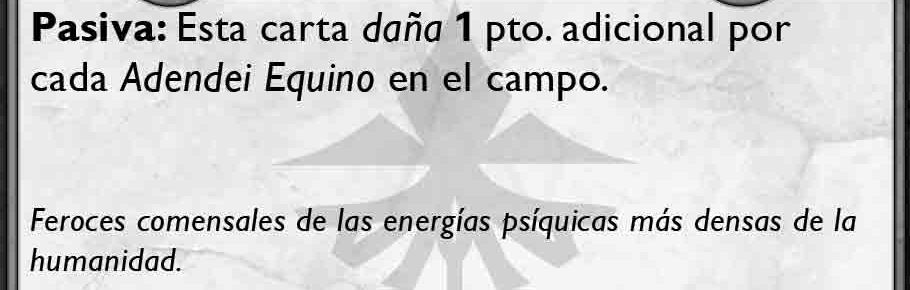 Pasiva: Esta carta daña 1 pto. adicional por
cada Adendei Equino en el campo.
Feroces comensales de las energías psíquicas más densas de la
humanidad.